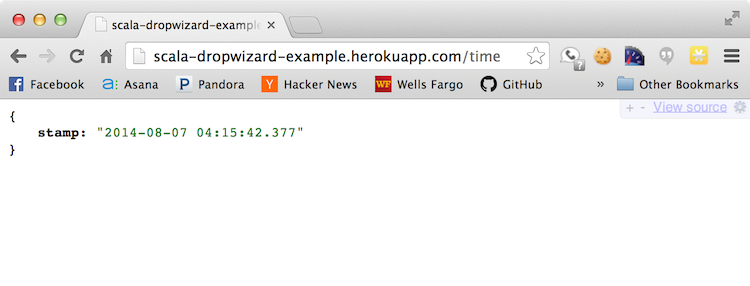 scala-dropwizard-example
scala-dropwizard-example.herokuapp.com/time
?
f Facebook a: Asana P Pandora Y Hacker News WF Wells Fargo GitHub » Other Bookmarks
+ - View source
{
stamp: "2014-08-07 04:15:42.377"
}